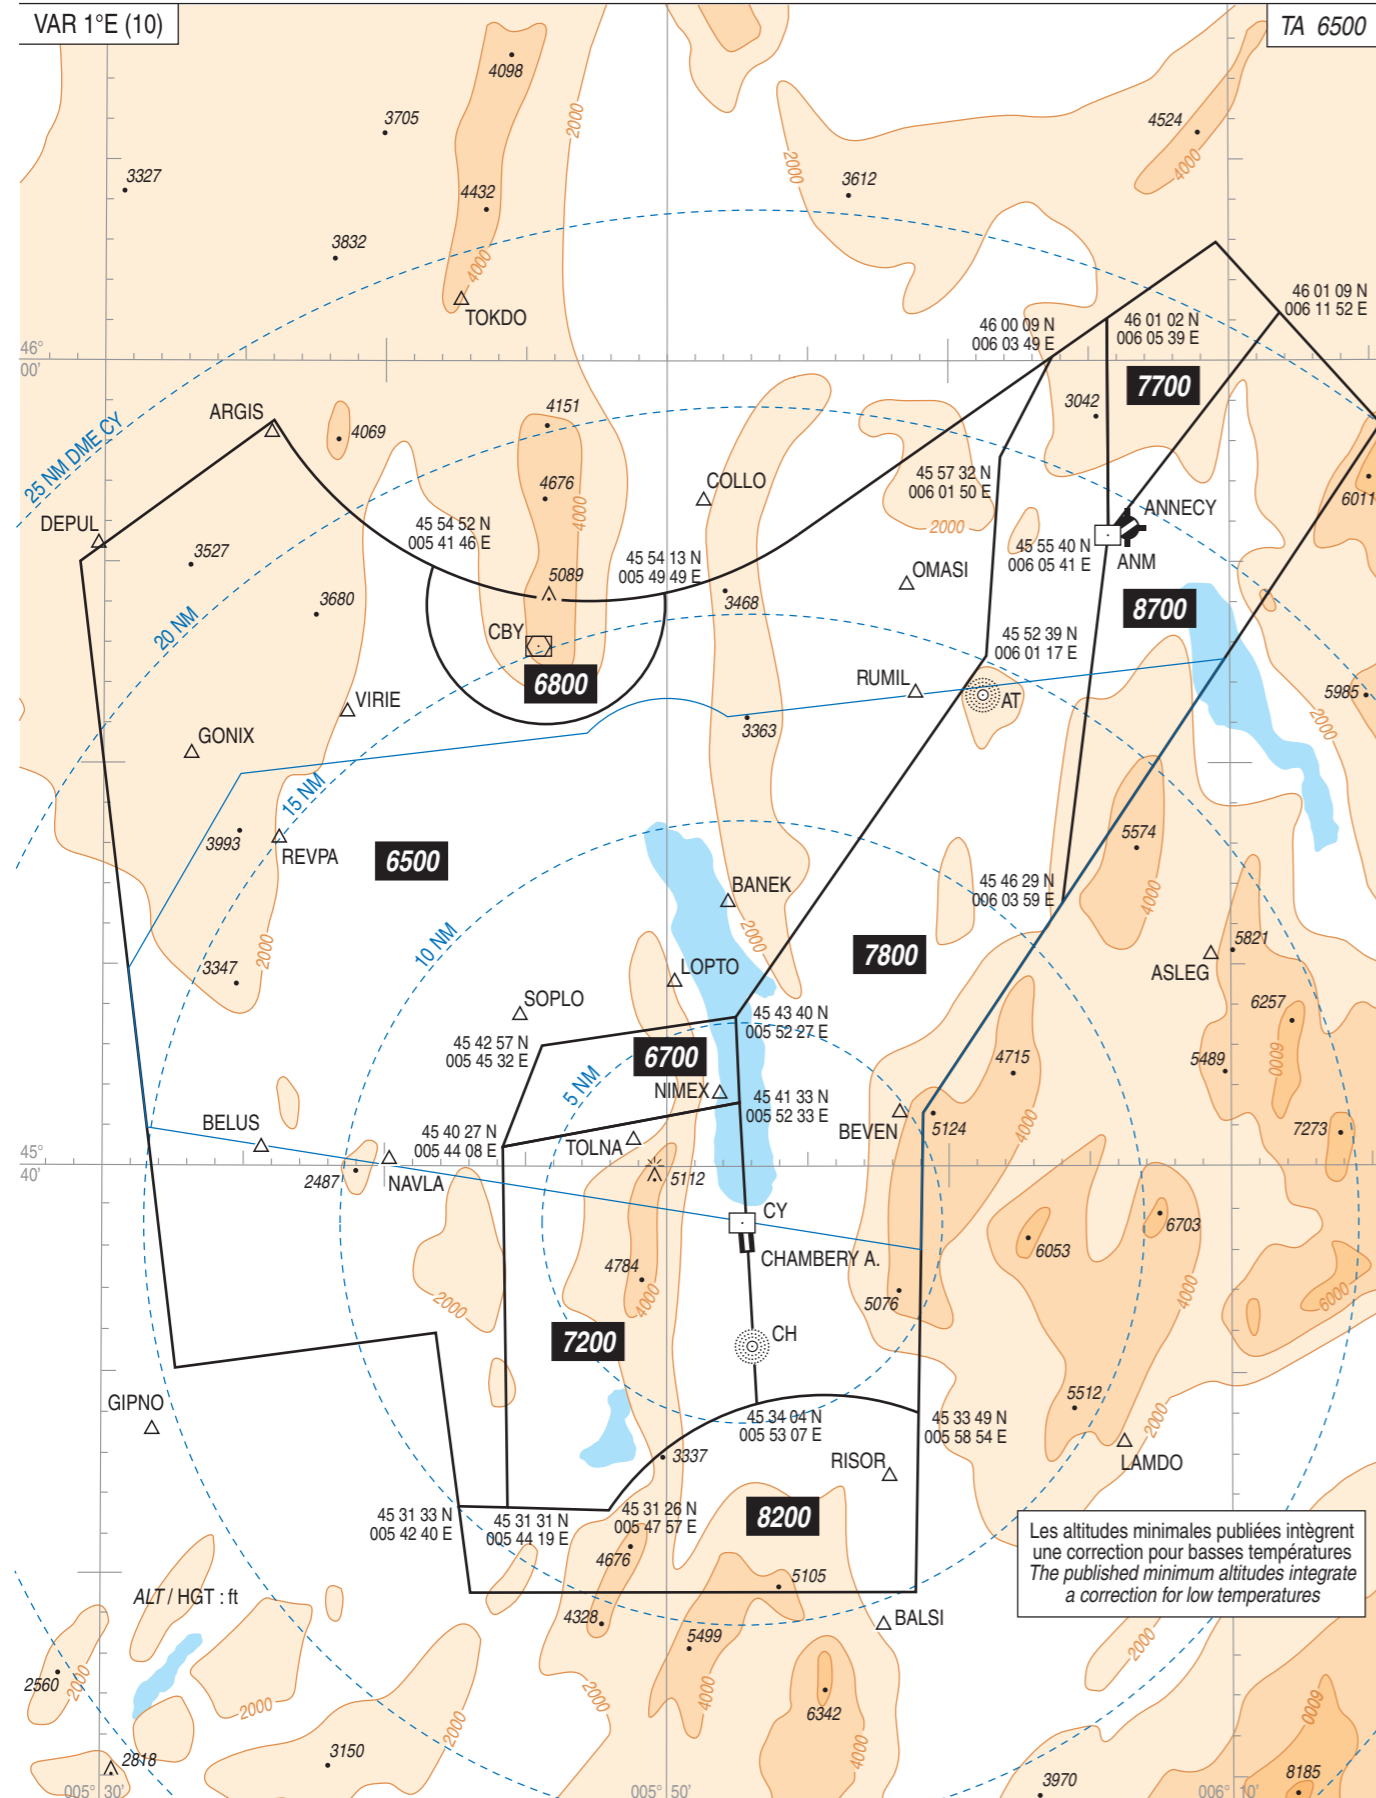 VAR 1°E (10)
TA 6500
4098
2000
3705
4524
4000
3327
2000
3612
4432
3832
4000
TOKDO
46 01 09 N
006 11 52 E
46 00 09 N
006 03 49 E
46 01 02 N
006 05 39 E
46°
00'
7700
ARGIS
4151
4069
3042
25 NM DME CY
COLLO
45 57 32 N
006 01 50 E
4676
4000
6011
DEPUL
45 54 52 N
005 41 46 E
2000
ANNECY
3527
45 54 13 N
005 49 49 E
45 55 40 N
006 05 41 E
ANM
5089
OMASI
3468
3680
20 NM
8700
CBY
45 52 39 N
006 01 17 E
6800
RUMIL
AT
5985
VIRIE
3363
2000
GONIX
15 NM
3993
REVPA
6500
5574
45 46 29 N
006 03 59 E
BANEK
4000
10 NM
2000
2000
7800
5821
LOPTO
ASLEG
3347
SOPLO
6257
45 43 40 N
005 52 27 E
45 42 57 N
005 45 32 E
6700
4715
5489
6000
5 NM
NIMEX
45 41 33 N
005 52 33 E
4000
BELUS
BEVEN
5124
7273
45 40 27 N
005 44 08 E
TOLNA
45°
40'
2487
NAVLA
5112
CY
6703
6053
CHAMBERY A.
4784
4000
5076
2000
4000
6000
7200
CH
5512
GIPNO
45 34 04 N
005 53 07 E
45 33 49 N
005 58 54 E
2000
3337
RISOR
LAMDO
45 31 33 N
005 42 40 E
45 31 31 N
005 44 19 E
45 31 26 N
005 47 57 E
8200
Les altitudes minimales publiées intègrent
une correction pour basses températures
The published minimum altitudes integrate
a correction for low temperatures
4676
5105
ALT / HGT : ft
4328
BALSI
5499
2000
2560
2000
2000
2000
4000
6342
6000
2000
4000
2818
3150
3970
8185
005° 30'
005° 50'
006° 10'